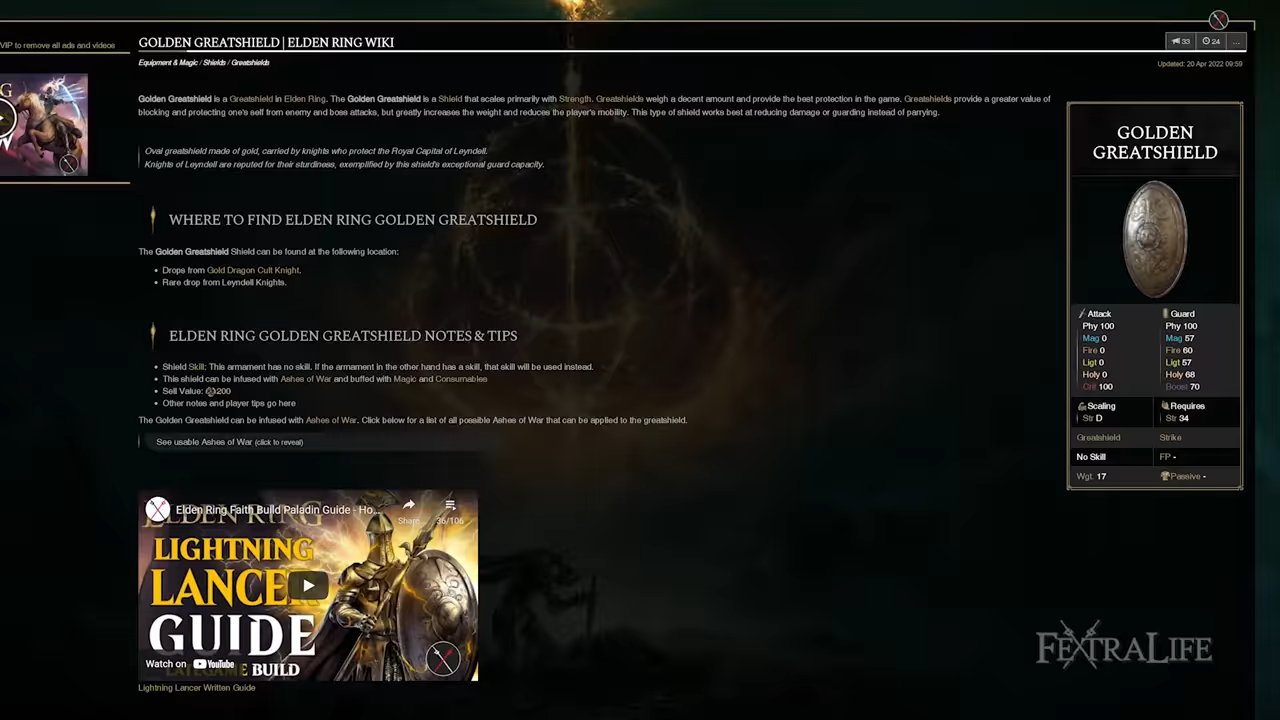 VIP to remove all ads and videos
GOLDEN GREATSHIELD | ELDEN RING WIKI
33
24
...
Equipment & Magic / Shields / Greatshields
Updated: 20 Apr 2022 09:59
Golden Greatshield is a Greatshield in Elden Ring. The Golden Greatshield is a Shield that scales primarily with Strength. Greatshields weigh a decent amount and provide the best protection in the game. Greatshields provide a greater value of
blocking and protecting one's self from enemy and boss attacks, but greatly increases the weight and reduces the player's mobility. This type of shield works best at reducing damage or guarding instead of parrying.
Oval greatshield made of gold, carried by knights who protect the Royal Capital of Leyndell.
Knights of Leyndell are reputed for their sturdiness, exemplified by this shield's exceptional guard capacity.
WHERE TO FIND ELDEN RING GOLDEN GREATSHIELD
The Golden Greatshield Shield can be found at the following location:
• Drops from Gold Dragon Cult Knight.
• Rare drop from Leyndell Knights.
ELDEN RING GOLDEN GREATSHIELD NOTES & TIPS
• Shield Skill: This armament has no skill. If the armament in the other hand has a skill, that skill will be used instead.
• This shield can be infused with Ashes of War and buffed with Magic and Consumables
• Sell Value: 200
• Other notes and player tips go here
The Golden Greatshield can be infused with Ashes of War. Click below for a list of all possible Ashes of War that can be applied to the greatshield.
See usable Ashes of War (click to reveal)
Elden Ring Faith Build Paladin Guide - Ho...
Share
36/106
ELDEN RING
LIGHTNING
LANCER
GUIDE
LATEGAME BUILD
Watch on YouTube
Lightning Lancer Written Guide
GOLDEN
GREATSHIELD
Attack Guard
Phy 100 Phy 100
Mag 0 Mag 57
Fire 0 Fire 60
Ligt 0 Ligt 57
Holy 0 Holy 68
Crit 100 Boost 70
Scaling Requires
Str D Str 34
Greatshield Strike
No Skill FP -
Wgt. 17 Passive -
FEXTRALIFE